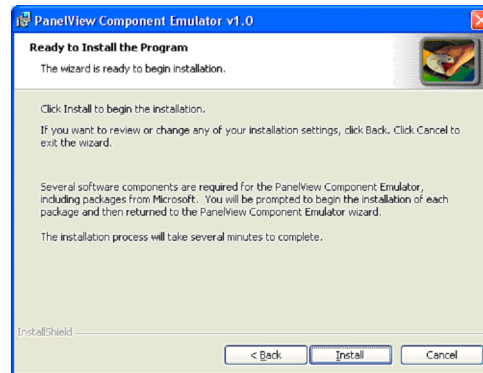 PanelView Component Emulator v1.0
Ready to Install the Program
The wizard is ready to begin installation.
Click Install to begin the installation.
If you want to review or change any of your installation settings, click Back. Click Cancel to
exit the wizard.
Several software components are required for the PanelView Component Emulator,
including packages from Microsoft. You will be prompted to begin the installation of each
package and then returned to the PanelView Component Emulator wizard.
The installation process will take several minutes to complete.
InstallShield
< Back
Install
Cancel